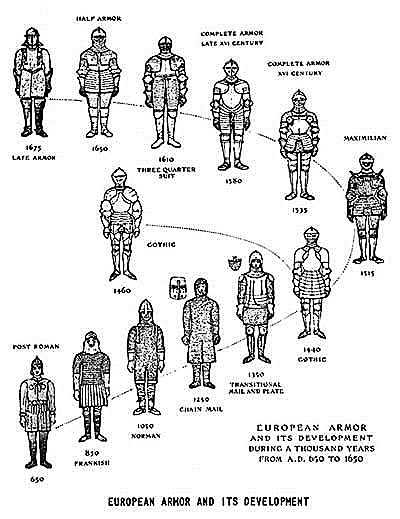 HALF ARMOR
COMPLETE ARMOR
LATE XVI CENTURY
COMPLETE ARMOR
XVI CENTURY
MAXIMILIAN
1675
LATE ARMOR
1650
1610
THREE QUARTER
SUIT
1580
1535
1515
1460
GOTHIC
1440
GOTHIC
1350
TRANSITIONAL
MAIL AND PLATE
1250
CHAIN MAIL
1050
NORMAN
POST ROMAN
850
FRANKISH
650
EUROPEAN ARMOR
AND ITS DEVELOPMENT
DURING A THOUSAND YEARS
FROM A.D. 650 TO 1650
EUROPEAN ARMOR AND ITS DEVELOPMENT